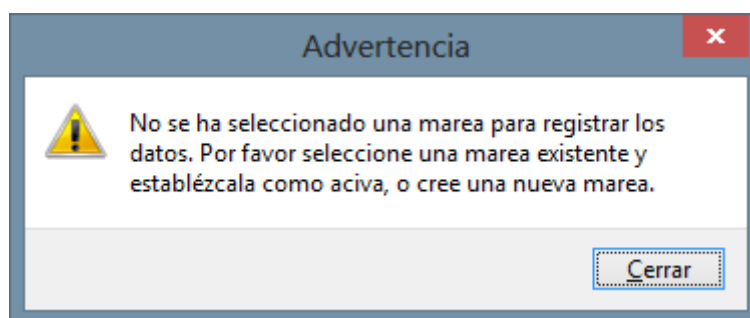 Advertencia
No se ha seleccionado una marea para registrar los
datos. Por favor seleccione una marea existente y
establézcala como aciva, o cree una nueva marea.
Cerrar